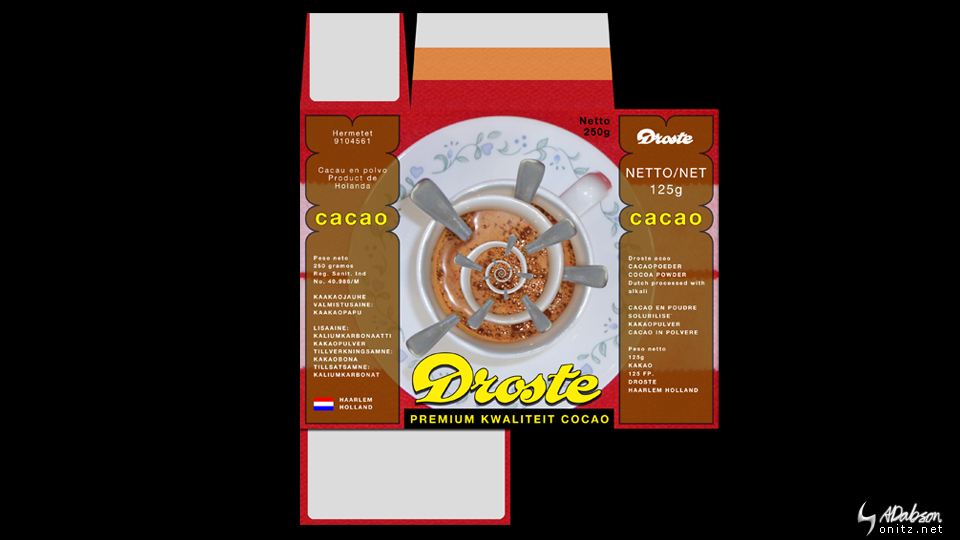 Hermetet
9104561
Cacau en polvo
Product de
Holanda
cacao
Peso neto
250 gramos
Reg. Sanit. Ind
No. 40.986/M
KAAKAOJAUHE
VALMISTUSAINE:
KAAKAOPAPU
LISAAINE:
KALIUMKARBONAATTI
KAKAOPULVER
TILLVERKNINGSAMNE:
KAKAOBONA
TILLSATSAMNE:
KALIUMKARBONAT
HAARLEM
HOLLAND
Netto
250g
Droste
PREMIUM KWALITEIT COCAO
Droste
NETTO/NET
125g
cacao
Droste acao
CACAOPOEDER
COCOA POWDER
Dutch processed with
alkali
CACAO EN POUDRE
SOLUBILISE'
KAKAOPULVER
CACAO IN POLVERE
Peso netto
125g
KAKAO
125 FP.
DROSTE
HAARLEM HOLLAND
ADabson
onitz.net